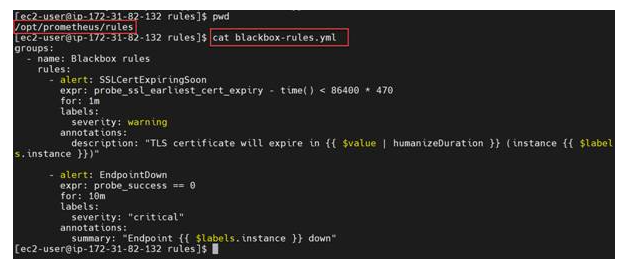 [ec2-user@ip-172-31-82-132 rules]$ pwd
/opt/prometheus/rules
[ec2-user@ip-172-31-82-132 rules]$ cat blackbox-rules.yml
groups:
  - name: Blackbox rules
    rules:
      - alert: SSLCertExpiringSoon
        expr: probe_ssl_earliest_cert_expiry - time() < 86400 * 470
        for: 1m
        labels:
          severity: warning
        annotations:
          description: "TLS certificate will expire in {{ $value | humanizeDuration }} (instance {{ $label
s.instance }})"

      - alert: EndpointDown
        expr: probe_success == 0
        for: 10m
        labels:
          severity: "critical"
        annotations:
          summary: "Endpoint {{ $labels.instance }} down"
[ec2-user@ip-172-31-82-132 rules]$